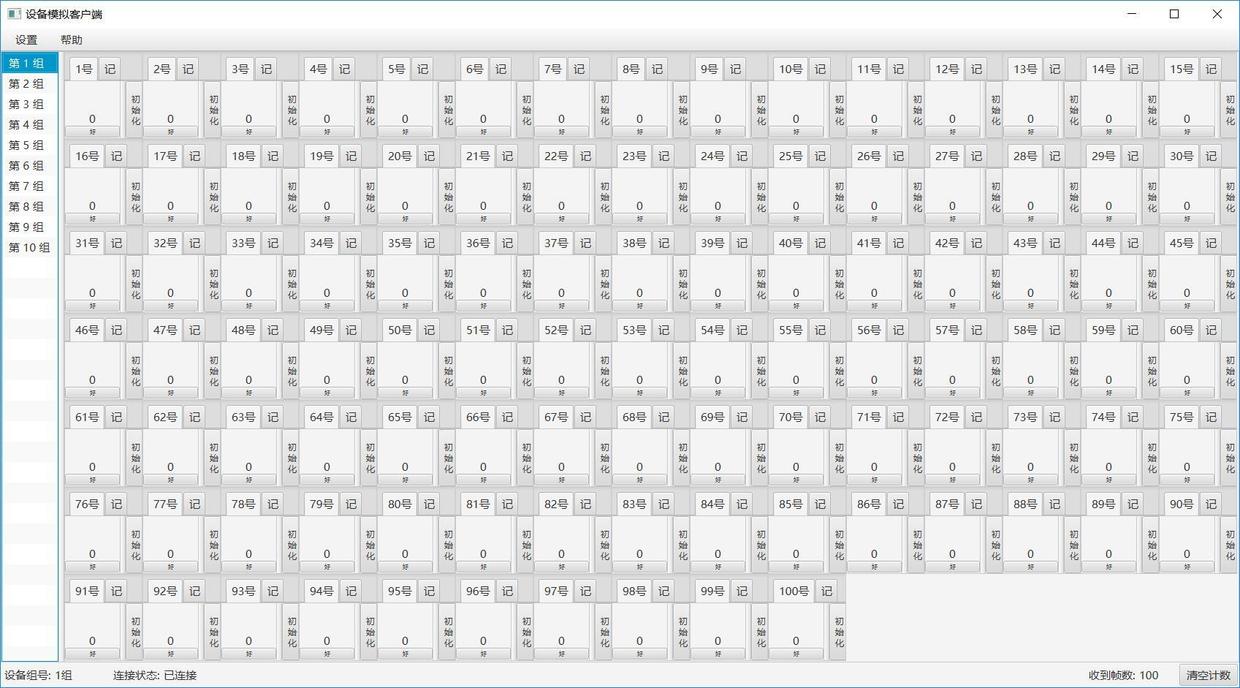 设备模拟客户端
设置 帮助
第 1 组
第 2 组
第 3 组
第 4 组
第 5 组
第 6 组
第 7 组
第 8 组
第 9 组
第 10 组
1号 记 2号 记 3号 记 4号 记 5号 记 6号 记 7号 记 8号 记 9号 记 10号 记 11号 记 12号 记 13号 记 14号 记 15号 记
0 初始化 0 初始化 0 初始化 0 初始化 0 初始化 0 初始化 0 初始化 0 初始化 0 初始化 0 初始化 0 初始化 0 初始化 0 初始化 0 初始化 0 初始化
好 好 好 好 好 好 好 好 好 好 好 好 好 好 好
16号 记 17号 记 18号 记 19号 记 20号 记 21号 记 22号 记 23号 记 24号 记 25号 记 26号 记 27号 记 28号 记 29号 记 30号 记
0 初始化 0 初始化 0 初始化 0 初始化 0 初始化 0 初始化 0 初始化 0 初始化 0 初始化 0 初始化 0 初始化 0 初始化 0 初始化 0 初始化 0 初始化
好 好 好 好 好 好 好 好 好 好 好 好 好 好 好
31号 记 32号 记 33号 记 34号 记 35号 记 36号 记 37号 记 38号 记 39号 记 40号 记 41号 记 42号 记 43号 记 44号 记 45号 记
0 初始化 0 初始化 0 初始化 0 初始化 0 初始化 0 初始化 0 初始化 0 初始化 0 初始化 0 初始化 0 初始化 0 初始化 0 初始化 0 初始化 0 初始化
好 好 好 好 好 好 好 好 好 好 好 好 好 好 好
46号 记 47号 记 48号 记 49号 记 50号 记 51号 记 52号 记 53号 记 54号 记 55号 记 56号 记 57号 记 58号 记 59号 记 60号 记
0 初始化 0 初始化 0 初始化 0 初始化 0 初始化 0 初始化 0 初始化 0 初始化 0 初始化 0 初始化 0 初始化 0 初始化 0 初始化 0 初始化 0 初始化
好 好 好 好 好 好 好 好 好 好 好 好 好 好 好
61号 记 62号 记 63号 记 64号 记 65号 记 66号 记 67号 记 68号 记 69号 记 70号 记 71号 记 72号 记 73号 记 74号 记 75号 记
0 初始化 0 初始化 0 初始化 0 初始化 0 初始化 0 初始化 0 初始化 0 初始化 0 初始化 0 初始化 0 初始化 0 初始化 0 初始化 0 初始化 0 初始化
好 好 好 好 好 好 好 好 好 好 好 好 好 好 好
76号 记 77号 记 78号 记 79号 记 80号 记 81号 记 82号 记 83号 记 84号 记 85号 记 86号 记 87号 记 88号 记 89号 记 90号 记
0 初始化 0 初始化 0 初始化 0 初始化 0 初始化 0 初始化 0 初始化 0 初始化 0 初始化 0 初始化 0 初始化 0 初始化 0 初始化 0 初始化 0 初始化
好 好 好 好 好 好 好 好 好 好 好 好 好 好 好
91号 记 92号 记 93号 记 94号 记 95号 记 96号 记 97号 记 98号 记 99号 记 100号 记
0 初始化 0 初始化 0 初始化 0 初始化 0 初始化 0 初始化 0 初始化 0 初始化 0 初始化 0 初始化
好 好 好 好 好 好 好 好 好 好
设备组号: 1组 连接状态: 已连接 收到帧数: 100 清空计数